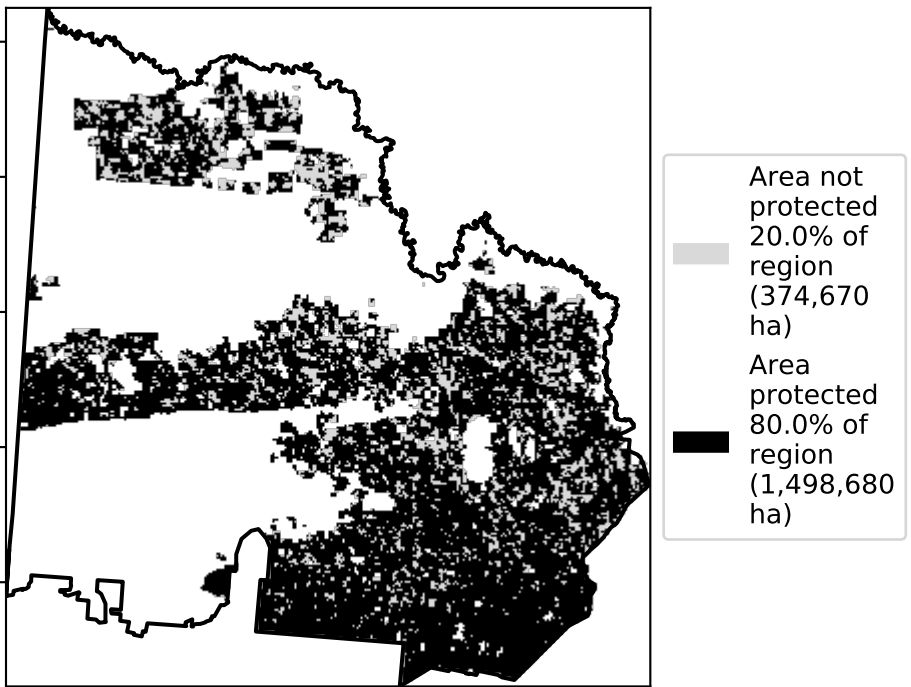 Area not
protected
20.0% of
region
(374,670
ha)
Area
protected
80.0% of
region
(1,498,680
ha)